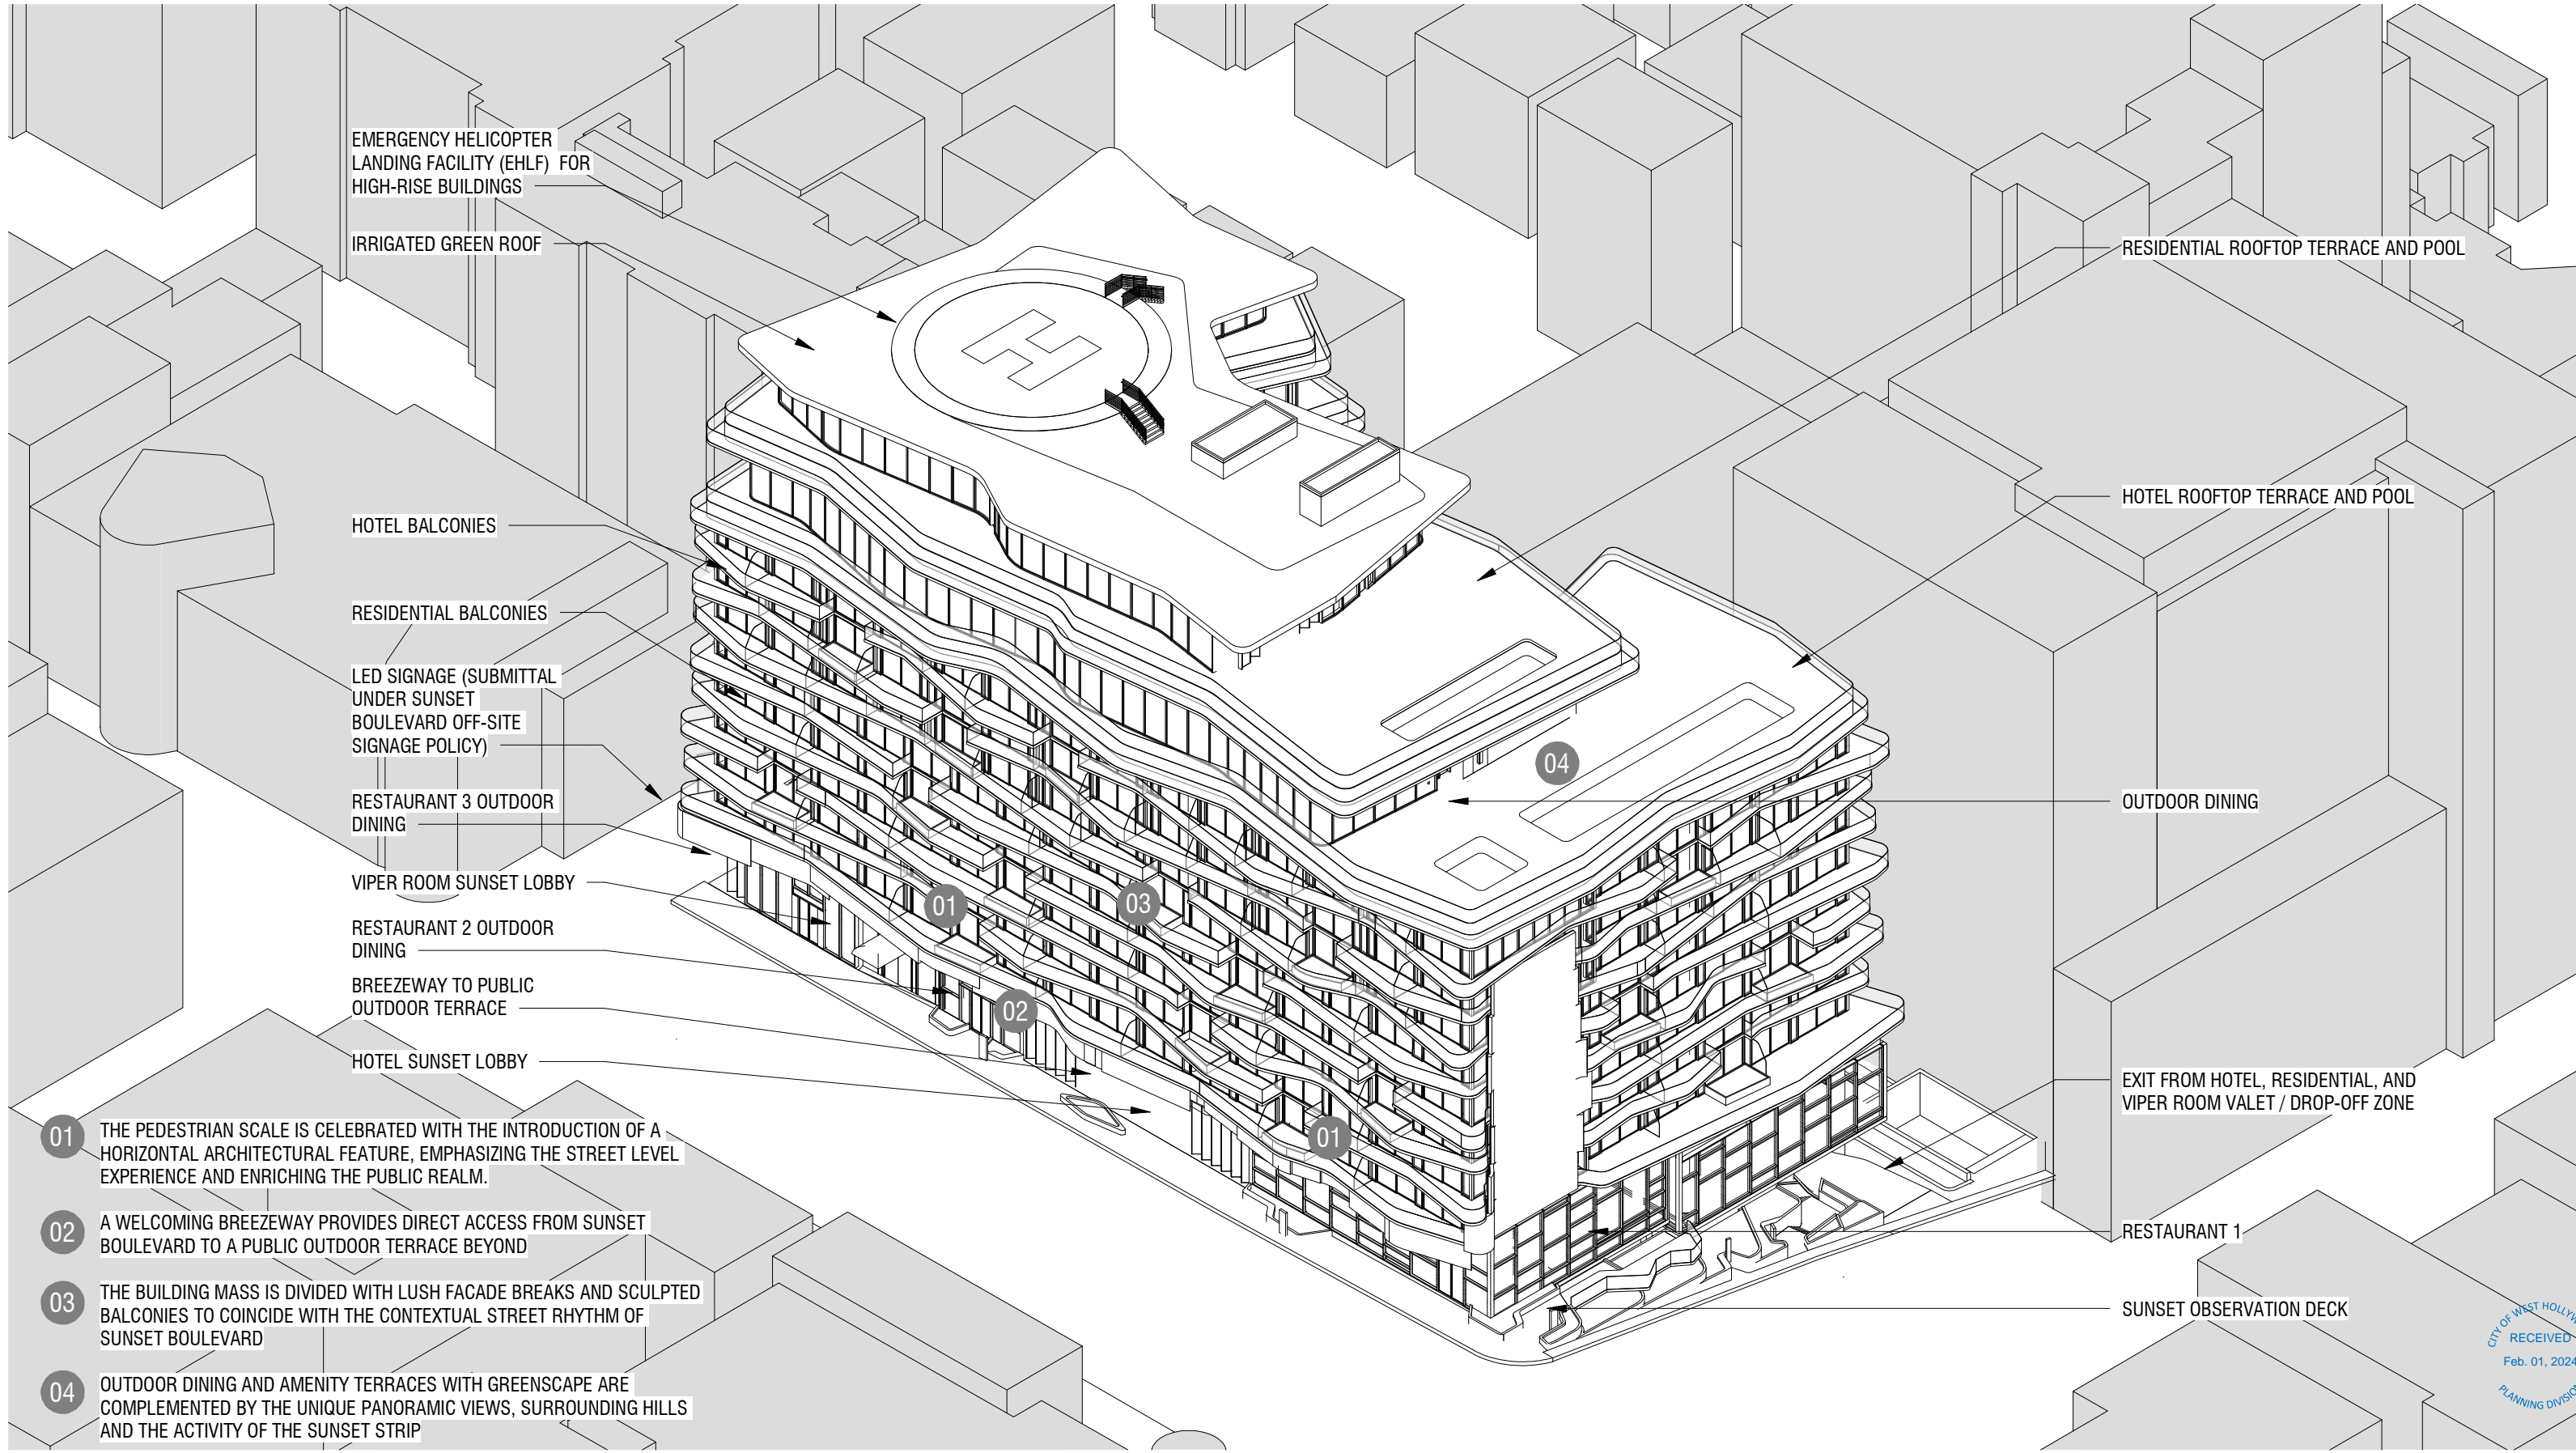 EMERGENCY HELICOPTER
LANDING FACILITY (EHLF) FOR
HIGH-RISE BUILDINGS
IRRIGATED GREEN ROOF
HOTEL BALCONIES
RESIDENTIAL BALCONIES
LED SIGNAGE (SUBMITTAL
UNDER SUNSET
BOULEVARD OFF-SITE
SIGNAGE POLICY)
RESTAURANT 3 OUTDOOR
DINING
VIPER ROOM SUNSET LOBBY
RESTAURANT 2 OUTDOOR
DINING
BREEZEWAY TO PUBLIC
OUTDOOR TERRACE
HOTEL SUNSET LOBBY
H
01
02
03
01
04
RESIDENTIAL ROOFTOP TERRACE AND POOL
HOTEL ROOFTOP TERRACE AND POOL
OUTDOOR DINING
EXIT FROM HOTEL, RESIDENTIAL, AND
VIPER ROOM VALET / DROP-OFF ZONE
RESTAURANT 1
SUNSET OBSERVATION DECK
01 THE PEDESTRIAN SCALE IS CELEBRATED WITH THE INTRODUCTION OF A
HORIZONTAL ARCHITECTURAL FEATURE, EMPHASIZING THE STREET LEVEL
EXPERIENCE AND ENRICHING THE PUBLIC REALM.
02 A WELCOMING BREEZEWAY PROVIDES DIRECT ACCESS FROM SUNSET
BOULEVARD TO A PUBLIC OUTDOOR TERRACE BEYOND
03 THE BUILDING MASS IS DIVIDED WITH LUSH FACADE BREAKS AND SCULPTED
BALCONIES TO COINCIDE WITH THE CONTEXTUAL STREET RHYTHM OF
SUNSET BOULEVARD
04 OUTDOOR DINING AND AMENITY TERRACES WITH GREENSCAPE ARE
COMPLEMENTED BY THE UNIQUE PANORAMIC VIEWS, SURROUNDING HILLS
AND THE ACTIVITY OF THE SUNSET STRIP
CITY OF WEST
RECEIVED
Feb. 01, 2024
PLANNING